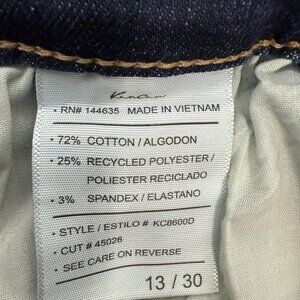 · RN# 144635 MADE IN VIETNAM
· 72% COTTON / ALGODON
· 25% RECYCLED POLYESTER /
POLIESTER RECICLADO
· 3% SPANDEX / ELASTANO
· STYLE / ESTILO # KC8600D
· CUT # 45026
· SEE CARE ON REVERSE
13 / 30